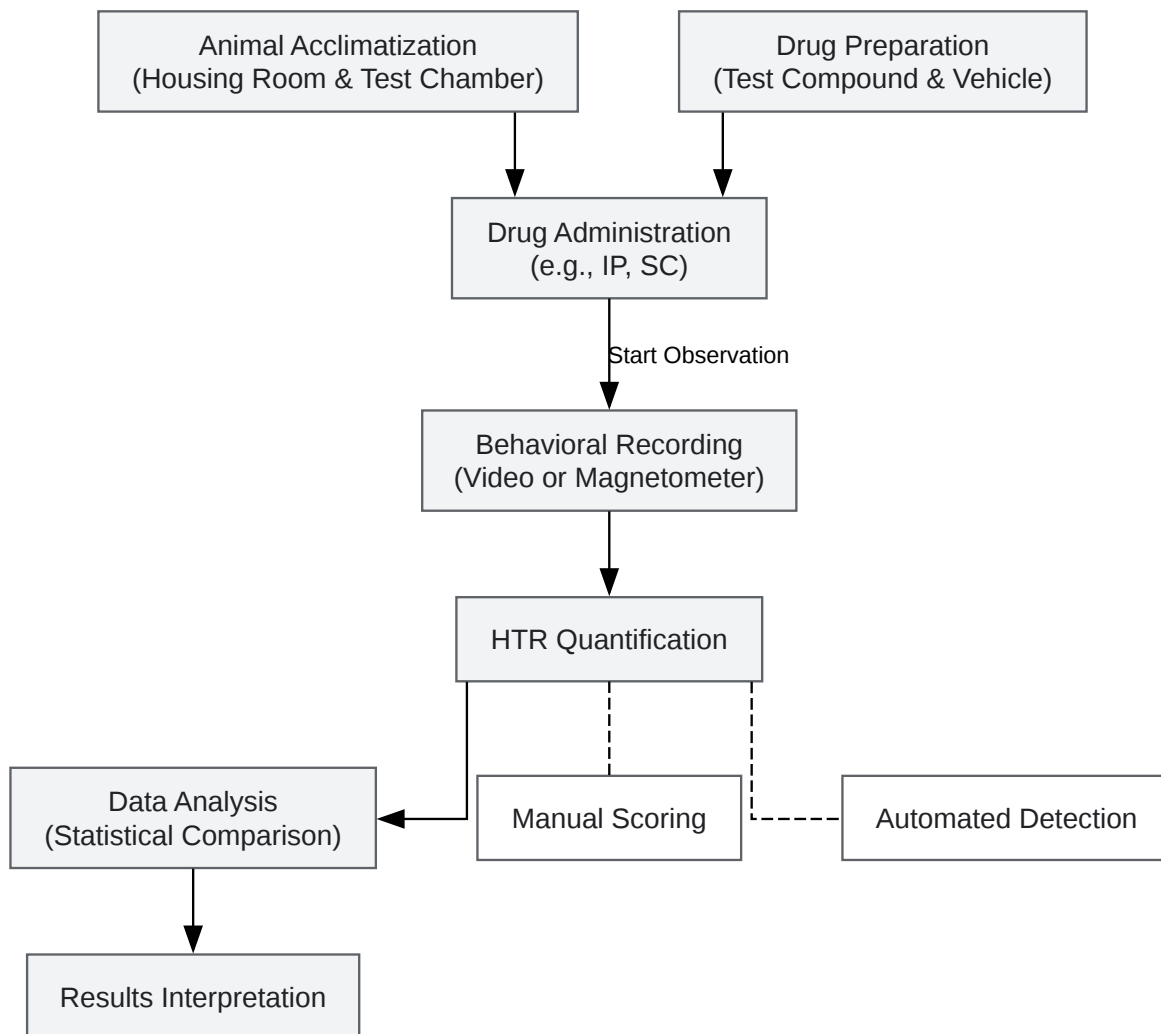 Animal Acclimatization
(Housing Room & Test Chamber)
Drug Preparation
(Test Compound & Vehicle)
Drug Administration
(e.g., IP, SC)
Start Observation
Behavioral Recording
(Video or Magnetometer)
HTR Quantification
Data Analysis
(Statistical Comparison)
Manual Scoring
Automated Detection
Results Interpretation